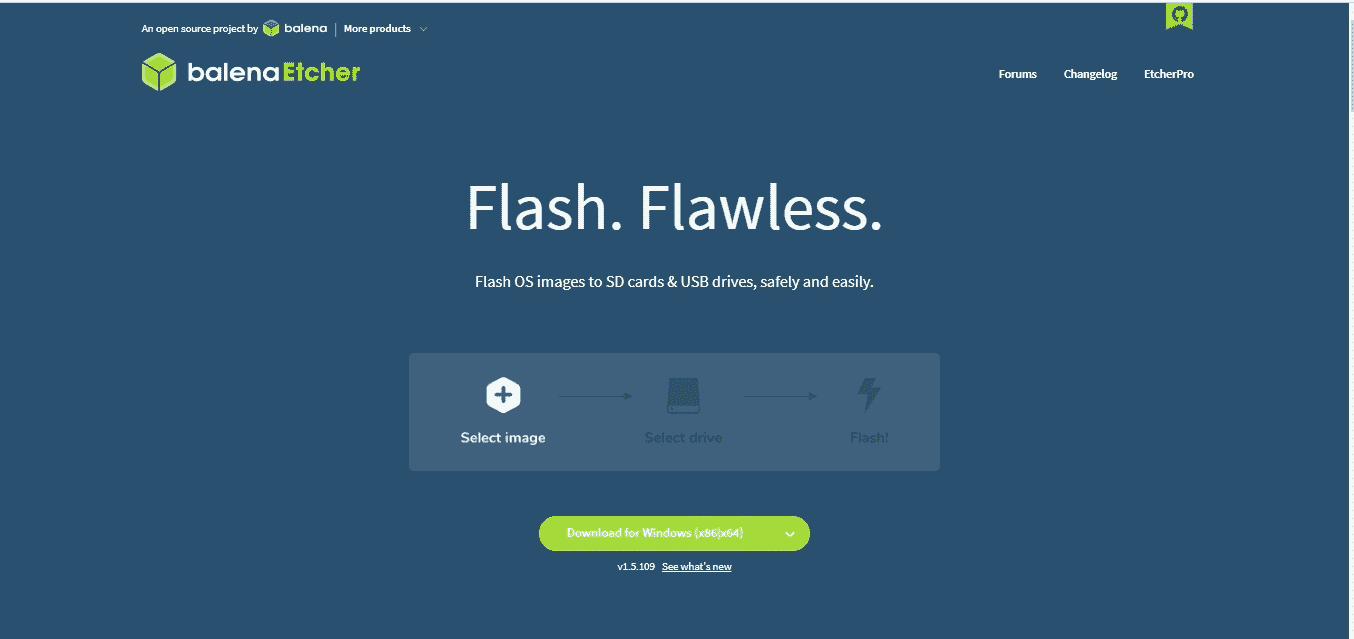 An open source project by balena | More products
balenaEtcher
Forums Changelog EtcherPro
Flash. Flawless.
Flash OS images to SD cards & USB drives, safely and easily.
Select image Select drive Flash!
Download for Windows (x86|x64)
v1.5.109 See what's new